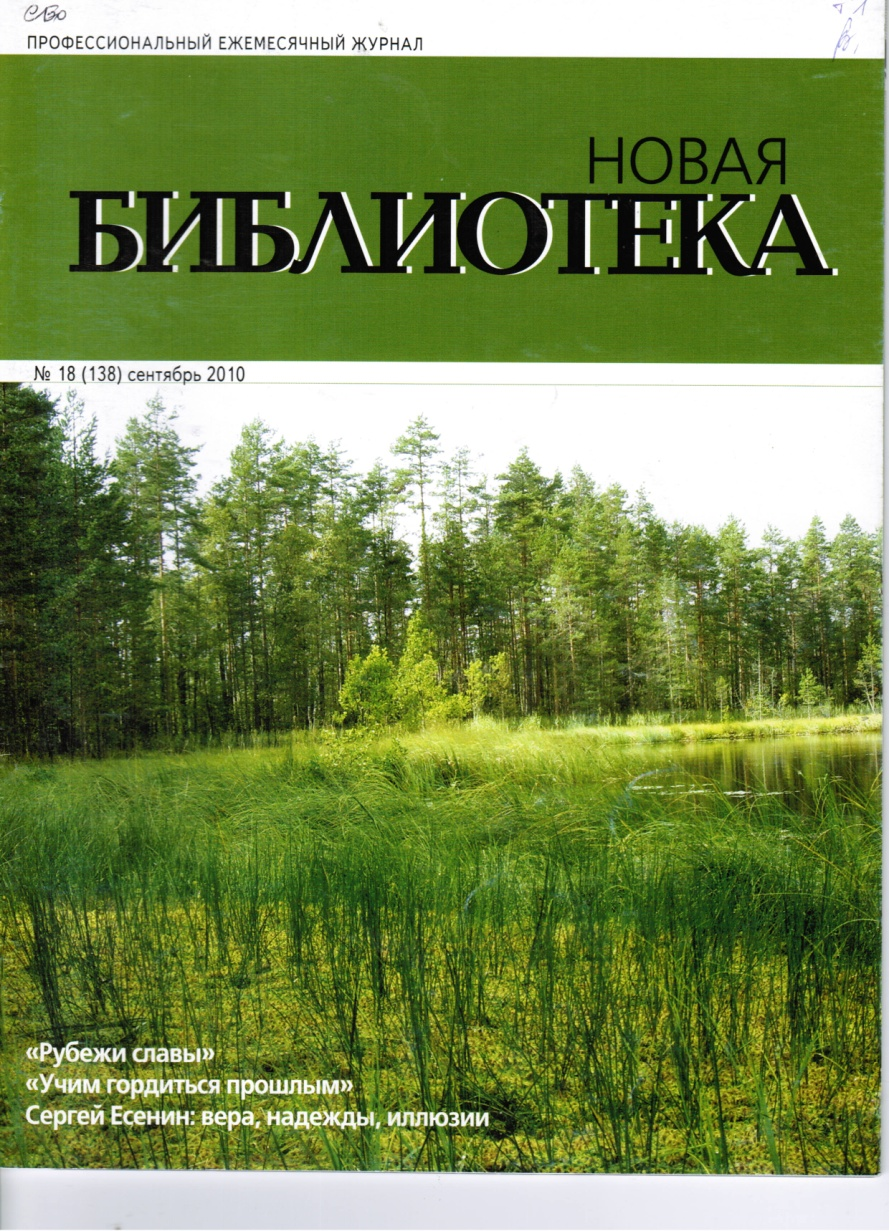 СБО
ПРОФЕССИОНАЛЬНЫЙ ЕЖЕМЕСЯЧНЫЙ ЖУРНАЛ
НОВАЯ
БИБЛИОТЕКА
№ 18 (138) сентябрь 2010
«Рубежи славы»
«Учим гордиться прошлым»
Сергей Есенин: вера, надежды, иллюзии